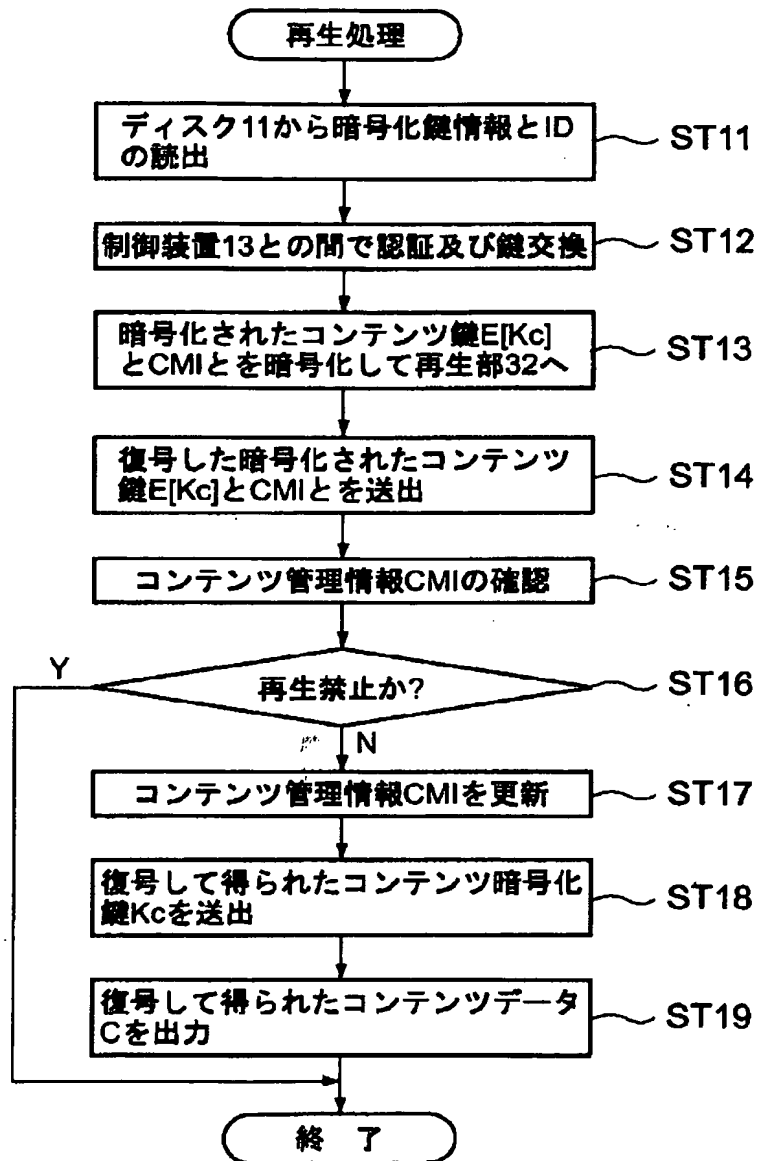 再生処理
ディスク11から暗号化鍵情報とID
の読出
ST11
制御装置13との間で認証及び鍵交換
ST12
暗号化されたコンテンツ鍵E[Kc]
とCMIとを暗号化して再生部32へ
ST13
復号した暗号化されたコンテンツ
鍵E[Kc]とCMIとを送出
ST14
コンテンツ管理情報CMIの確認
ST15
Y
再生禁止か?
ST16
N
コンテンツ管理情報CMIを更新
ST17
復号して得られたコンテンツ暗号化
鍵Kcを送出
ST18
復号して得られたコンテンツデータ
Cを出力
ST19
終 了